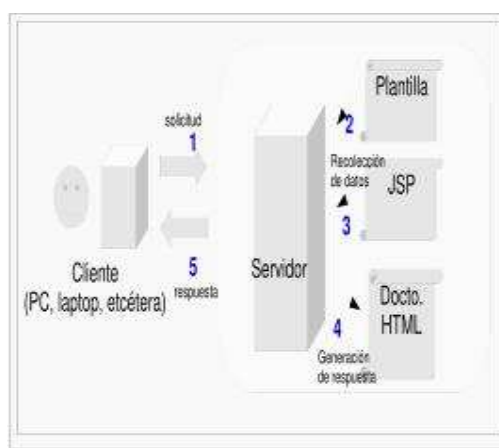 solicitud
1
Cliente
(PC, laptop, etcétera)
5
respuesta
Servidor
2
Plantilla
Recolección
de datos
JSP
3
4
Generación
de respuesta
Docto.
HTML